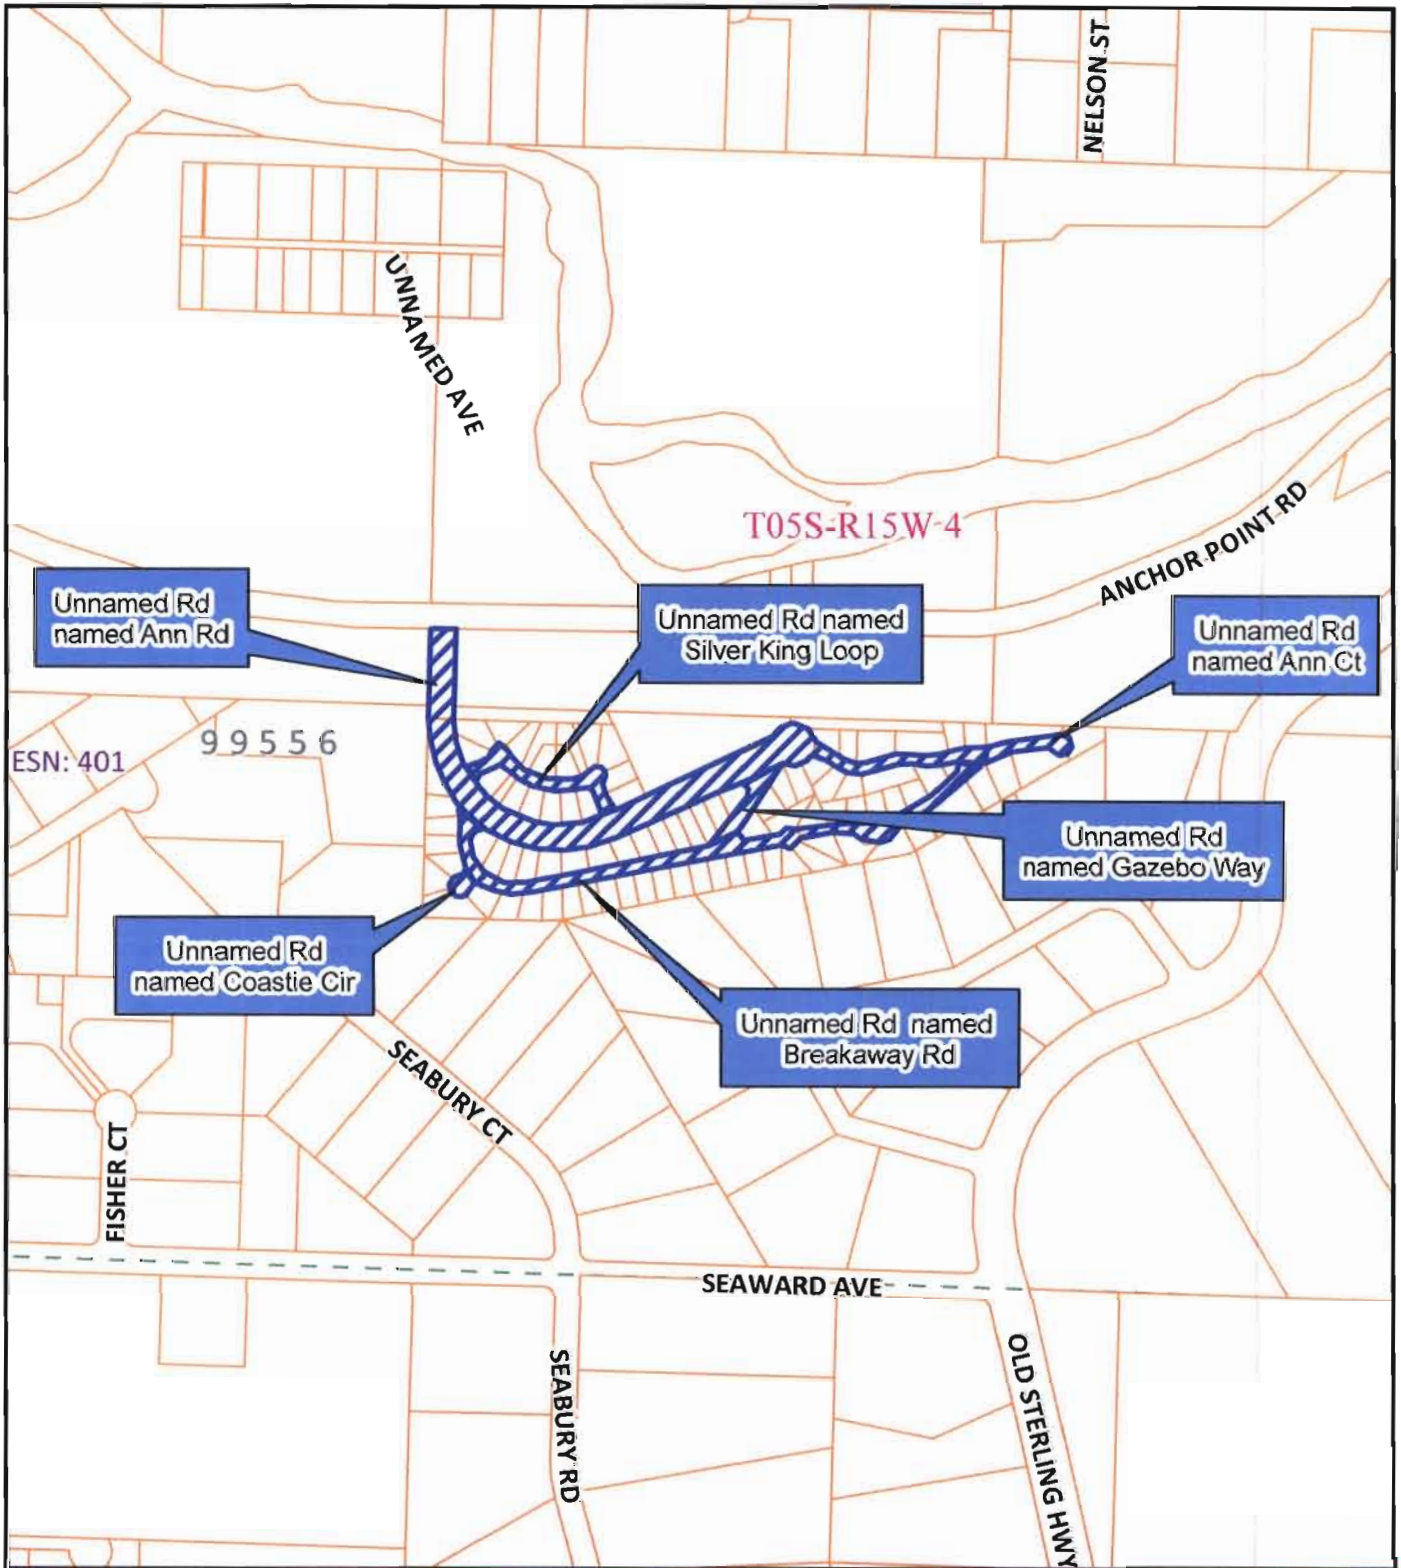 NELSON ST
UNNAMED AVE
T05S-R15W-4
ANCHOR POINT RD
Unnamed Rd
named Ann Rd
Unnamed Rd named
Silver King Loop
Unnamed Rd
named Ann Ct
99556
ESN: 401
Unnamed Rd
named Gazebo Way
Unnamed Rd
named Coastie Cir
Unnamed Rd named
Breakaway Rd
SEABURY CT
FISHER CT
SEAWARD AVE
SEABURY RD
OLD STERLING HWY